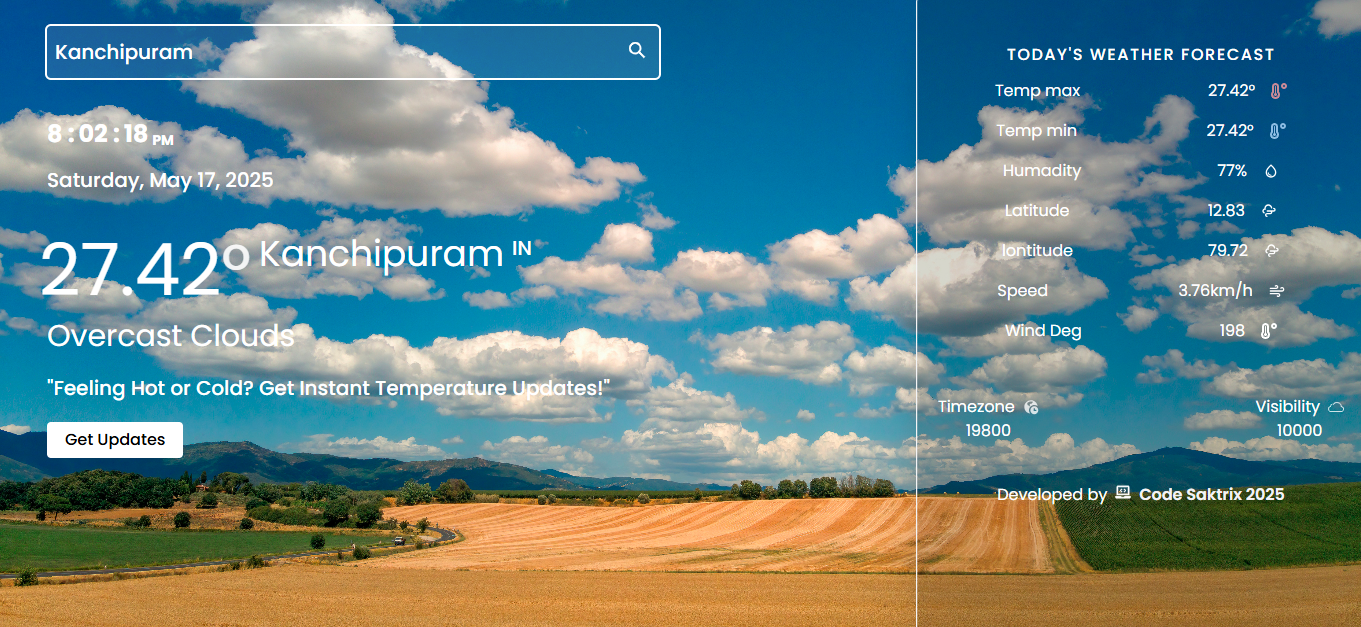 Kanchipuram
8 : 02 : 18 PM
Saturday, May 17, 2025
27.42° Kanchipuram IN
Overcast Clouds
"Feeling Hot or Cold? Get Instant Temperature Updates!"
Get Updates
TODAY'S WEATHER FORECAST
Temp max 27.42°
Temp min 27.42°
Humadity 77%
Latitude 12.83
lontitude 79.72
Speed 3.76km/h
Wind Deg 198
Timezone Visibility
19800 10000
Developed by Code Saktrix 2025